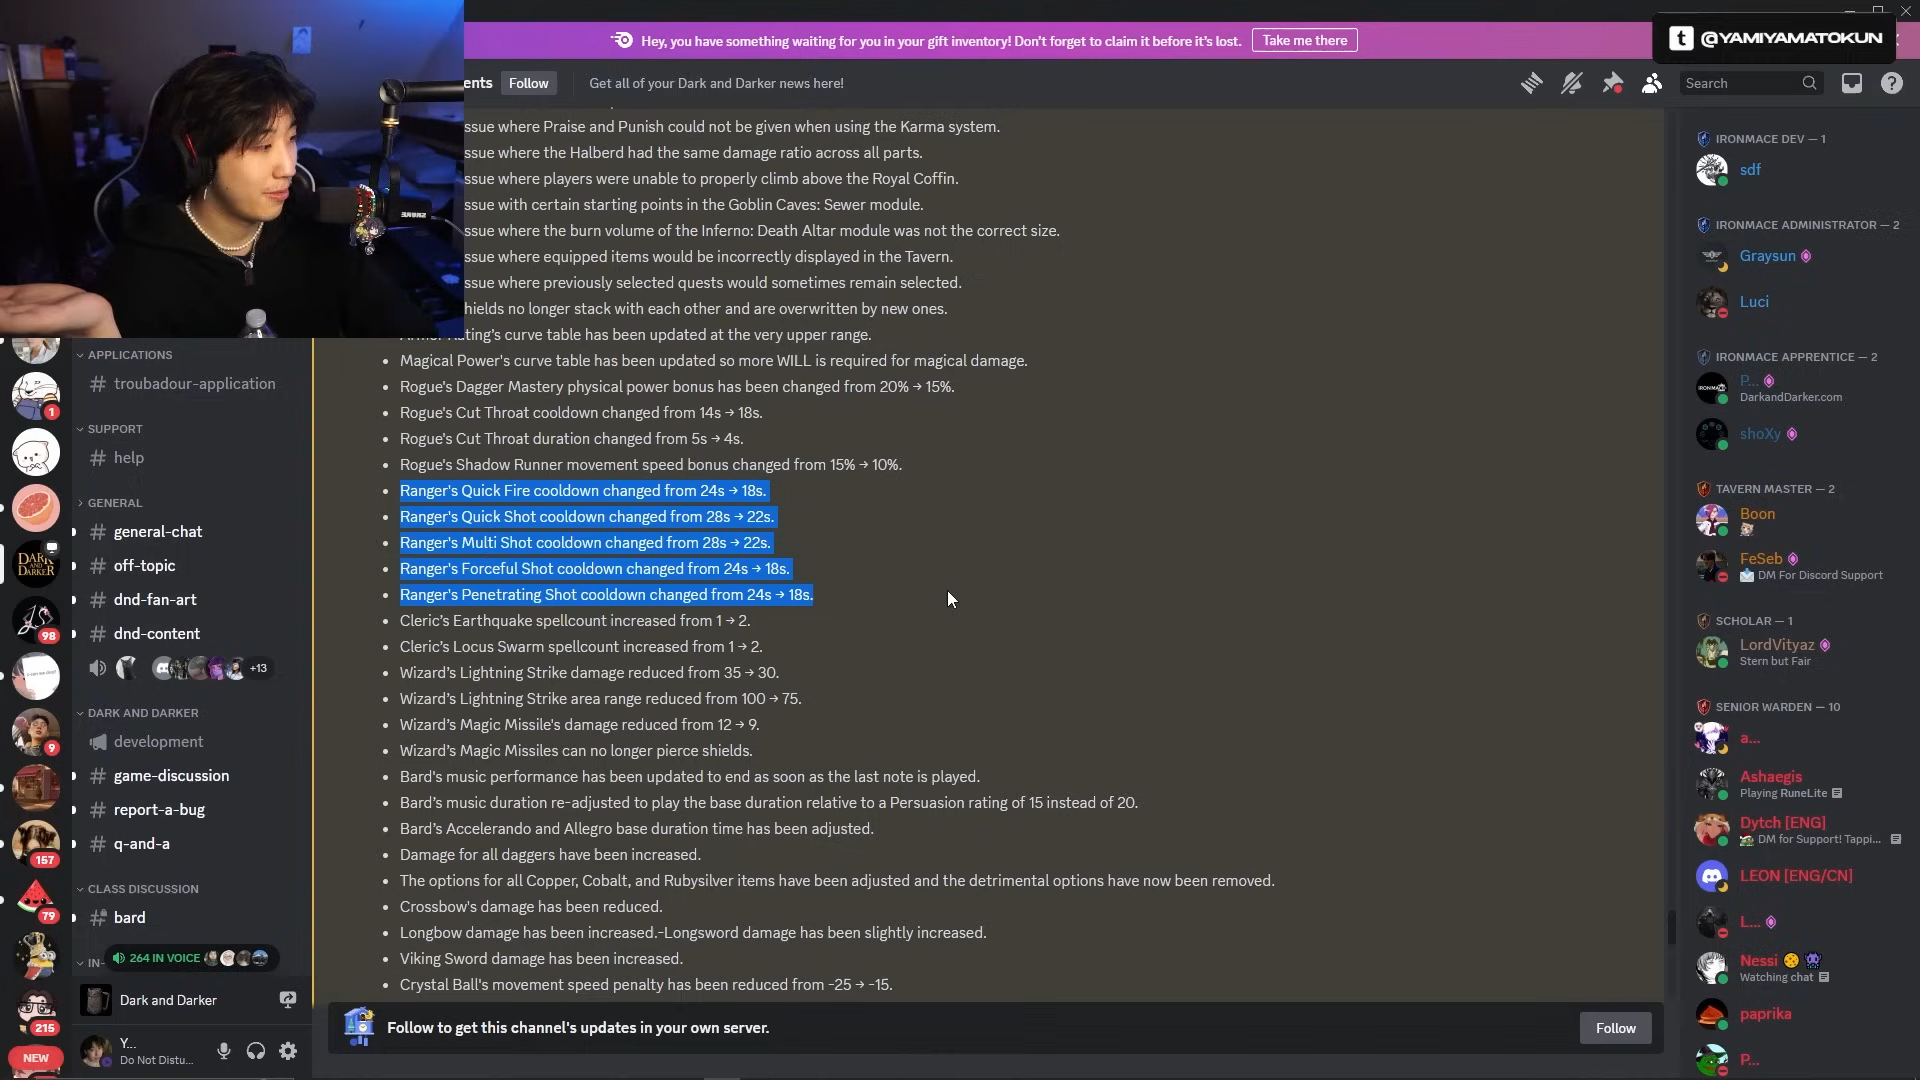 Hey, you have something waiting for you in your gift inventory! Don't forget to claim it before it's lost.
Take me there
@YAMIYAMATOKUN
ents
Follow
Get all of your Dark and Darker news here!
Search
ssue where Praise and Punish could not be given when using the Karma system.
ssue where the Halberd had the same damage ratio across all parts.
ssue where players were unable to properly climb above the Royal Coffin.
ssue with certain starting points in the Goblin Caves: Sewer module.
ssue where the burn volume of the Inferno: Death Altar module was not the correct size.
ssue where equipped items would be incorrectly displayed in the Tavern.
ssue where previously selected quests would sometimes remain selected.
hields no longer stack with each other and are overwritten by new ones.
Armor Rating's curve table has been updated at the very upper range.
• Magical Power's curve table has been updated so more WILL is required for magical damage.
• Rogue's Dagger Mastery physical power bonus has been changed from 20% → 15%.
• Rogue's Cut Throat cooldown changed from 14s → 18s.
• Rogue's Cut Throat duration changed from 5s → 4s.
• Rogue's Shadow Runner movement speed bonus changed from 15% → 10%.
• Ranger's Quick Fire cooldown changed from 24s → 18s.
• Ranger's Quick Shot cooldown changed from 28s → 22s.
• Ranger's Multi Shot cooldown changed from 28s → 22s.
• Ranger's Forceful Shot cooldown changed from 24s → 18s.
• Ranger's Penetrating Shot cooldown changed from 24s → 18s.
• Cleric's Earthquake spellcount increased from 1 → 2.
• Cleric's Locus Swarm spellcount increased from 1 → 2.
• Wizard's Lightning Strike damage reduced from 35 → 30.
• Wizard's Lightning Strike area range reduced from 100 → 75.
• Wizard's Magic Missile's damage reduced from 12 → 9.
• Wizard's Magic Missiles can no longer pierce shields.
• Bard's music performance has been updated to end as soon as the last note is played.
• Bard's music duration re-adjusted to play the base duration relative to a Persuasion rating of 15 instead of 20.
• Bard's Accelerando and Allegro base duration time has been adjusted.
• Damage for all daggers have been increased.
• The options for all Copper, Cobalt, and Rubysilver items have been adjusted and the detrimental options have now been removed.
• Crossbow's damage has been reduced.
• Longbow damage has been increased.-Longsword damage has been slightly increased.
• Viking Sword damage has been increased.
• Crystal Ball's movement speed penalty has been reduced from -25 → -15.
Follow to get this channel's updates in your own server.
Follow
APPLICATIONS
# troubadour-application
SUPPORT
# help
GENERAL
# general-chat
# off-topic
# dnd-fan-art
# dnd-content
+13
DARK AND DARKER
development
# game-discussion
# report-a-bug
# q-and-a
CLASS DISCUSSION
# bard
IN-
264 IN VOICE
Dark and Darker
Y...
Do Not Distu...
1
DARK
AND
DARKER
98
9
157
79
215
NEW
IRONMACE DEV — 1
sdf
IRONMACE ADMINISTRATOR — 2
Graysun
Luci
IRONMACE APPRENTICE — 2
P...
DarkandDarker.com
shoXy
TAVERN MASTER — 2
Boon
FeSeb
DM For Discord Support
SCHOLAR — 1
LordVityaz
Stern but Fair
SENIOR WARDEN — 10
a...
Ashaegis
Playing RuneLite
Dytch [ENG]
DM for Support! Tappi...
LEON [ENG/CN]
L...
Nessi
Watching chat
paprika
P...